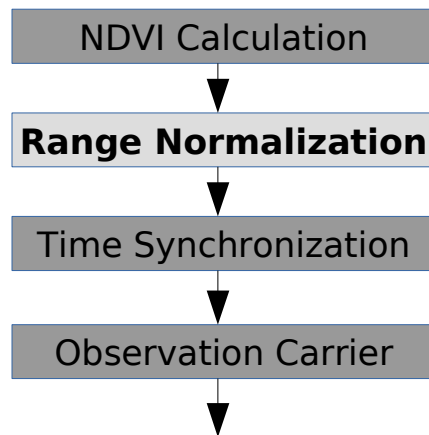 NDVI Calculation
Range Normalization
Time Synchronization
Observation Carrier